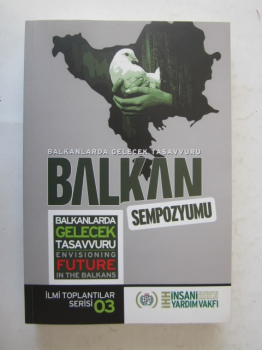 BALKANLARDA GELECEK TASAVVURU
BALKAN
SEMPOZYUMU
BALKANLARDA
GELECEK
TASAVVURU
ENVISIONING
FUTURE
IN THE BALKANS
İLMİ TOPLANTILAR
SERİSİ 03
İHH
İNSANİ
YARDIM VAKFI